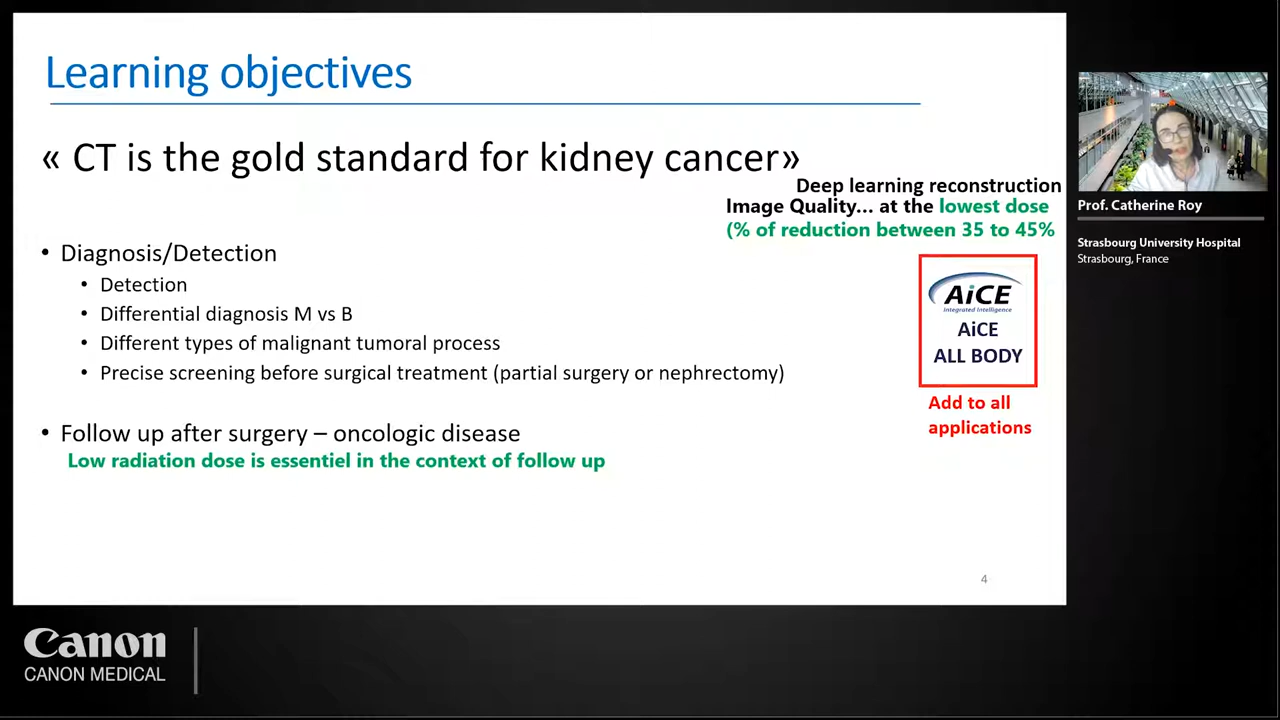 Learning objectives
« CT is the gold standard for kidney cancer»
Deep learning reconstruction
Image Quality... at the lowest dose
(% of reduction between 35 to 45%
• Diagnosis/Detection
• Detection
• Differential diagnosis M vs B
• Different types of malignant tumoral process
• Precise screening before surgical treatment (partial surgery or nephrectomy)
• Follow up after surgery – oncologic disease
Low radiation dose is essentiel in the context of follow up
AiCE
Integrated Intelligence
AiCE
ALL BODY
Add to all
applications
4
Prof. Catherine Roy
Strasbourg University Hospital
Strasbourg, France
Canon
CANON MEDICAL